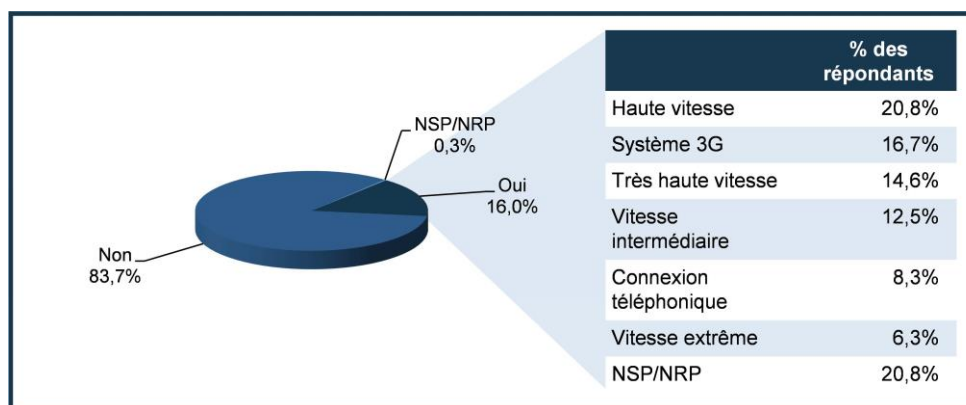 NSP/NRP
0,3%
Oui
16,0%
Non
83,7%
% des
répondants
Haute vitesse 20,8%
Système 3G 16,7%
Très haute vitesse 14,6%
Vitesse
intermédiaire 12,5%
Connexion
téléphonique 8,3%
Vitesse extrême 6,3%
NSP/NRP 20,8%